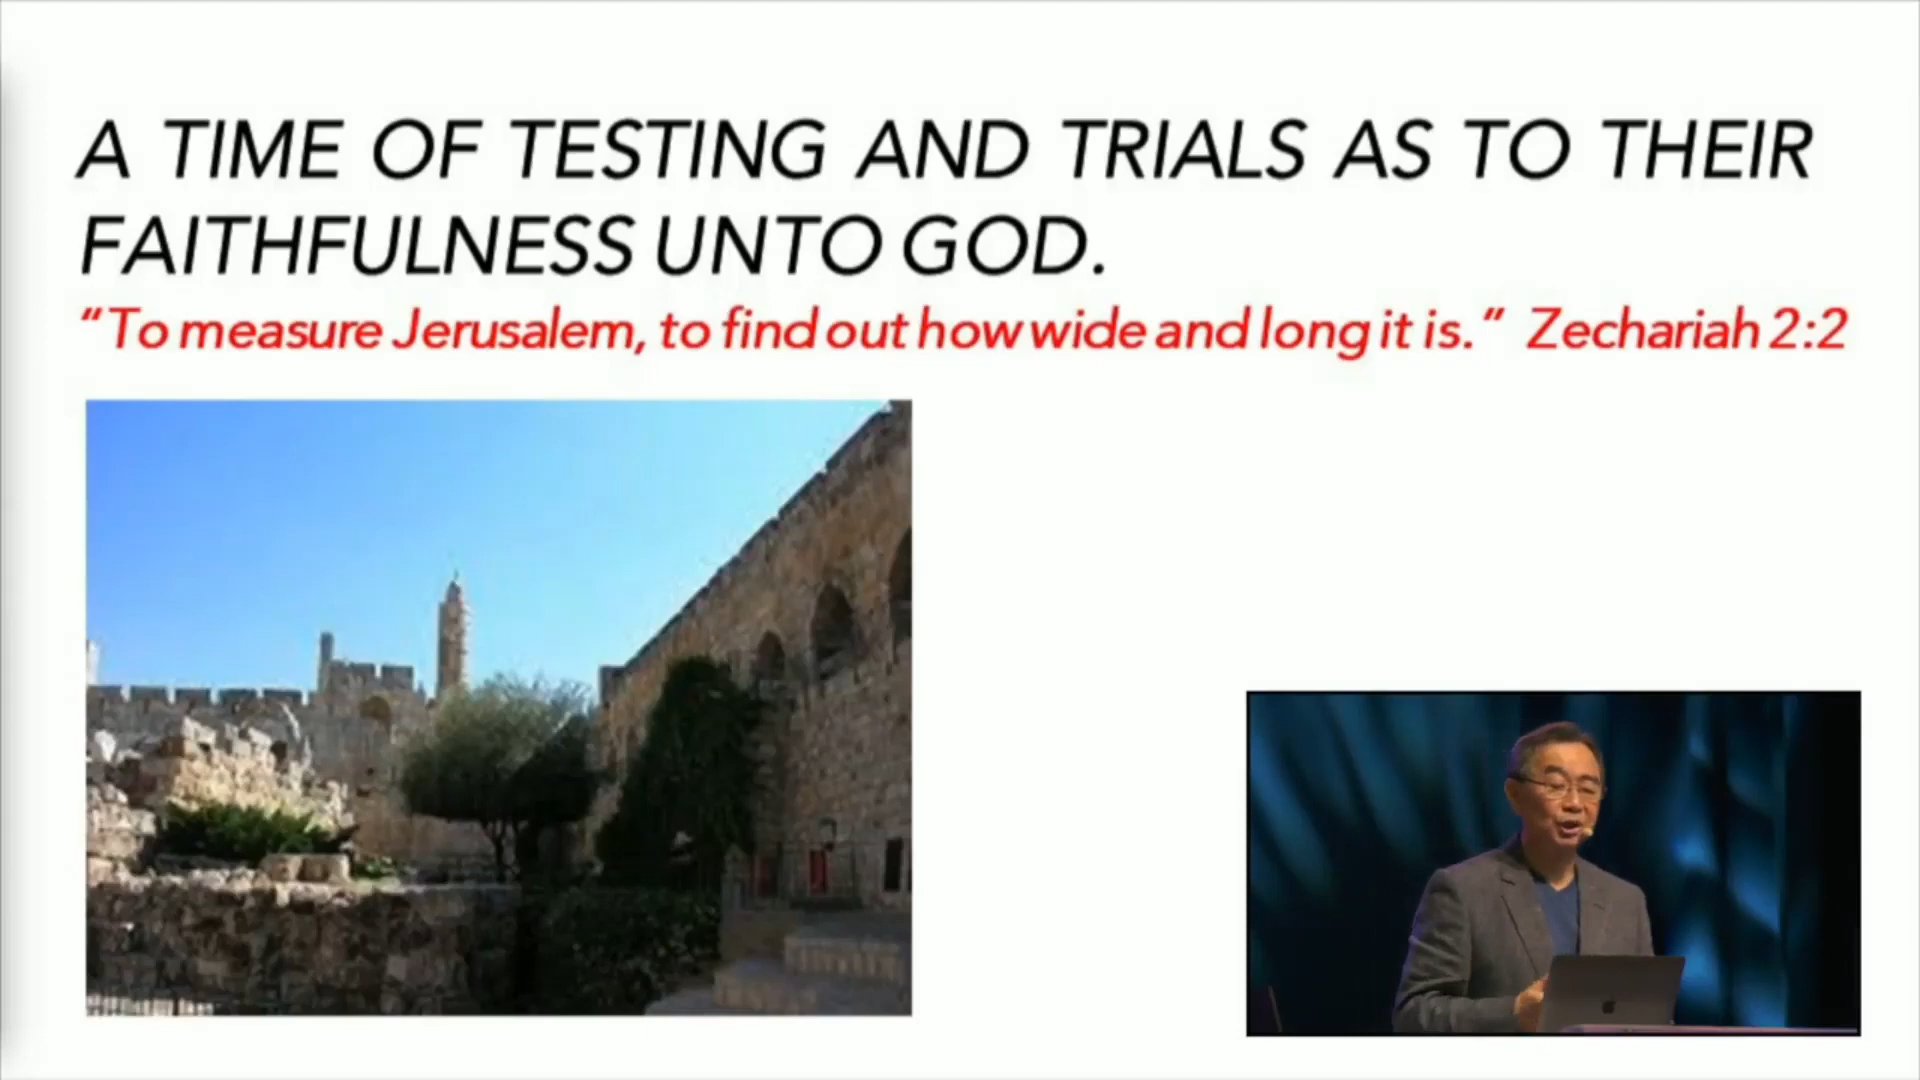 A TIME OF TESTING AND TRIALS AS TO THEIR
FAITHFULNESS UNTO GOD.
“To measure Jerusalem, to find out how wide and long it is.” Zechariah 2:2